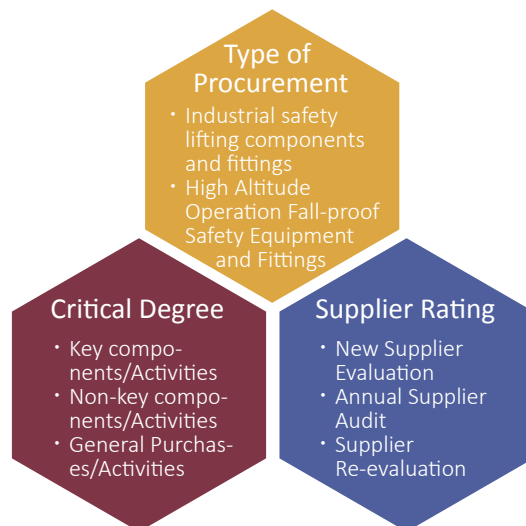 Type of
Procurement
• Industrial safety
lifting components
and fittings
• High Altitude
Operation Fall-proof
Safety Equipment
and Fittings
Critical Degree
• Key compo-
nents/Activities
• Non-key compo-
nents/Activities
• General Purchas-
es/Activities
Supplier Rating
• New Supplier
Evaluation
• Annual Supplier
Audit
• Supplier
Re-evaluation